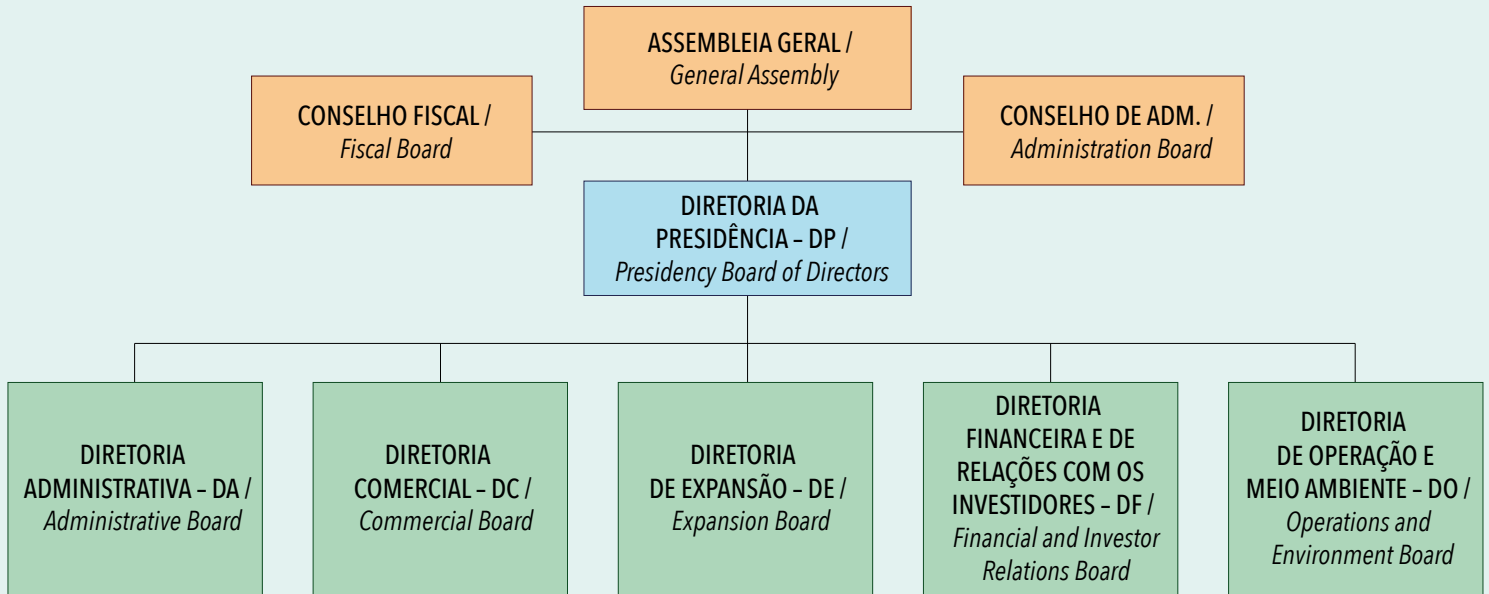 ASSEMBLEIA GERAL /
General Assembly
CONSELHO FISCAL /
Fiscal Board
CONSELHO DE ADM. /
Administration Board
DIRETORIA DA
PRESIDÊNCIA – DP /
Presidency Board of Directors
DIRETORIA
ADMINISTRATIVA – DA /
Administrative Board
DIRETORIA
COMERCIAL – DC /
Commercial Board
DIRETORIA
DE EXPANSÃO – DE /
Expansion Board
DIRETORIA
FINANCEIRA E DE
RELAÇÕES COM OS
INVESTIDORES – DF /
Financial and Investor
Relations Board
DIRETORIA
DE OPERAÇÃO E
MEIO AMBIENTE – DO /
Operations and
Environment Board